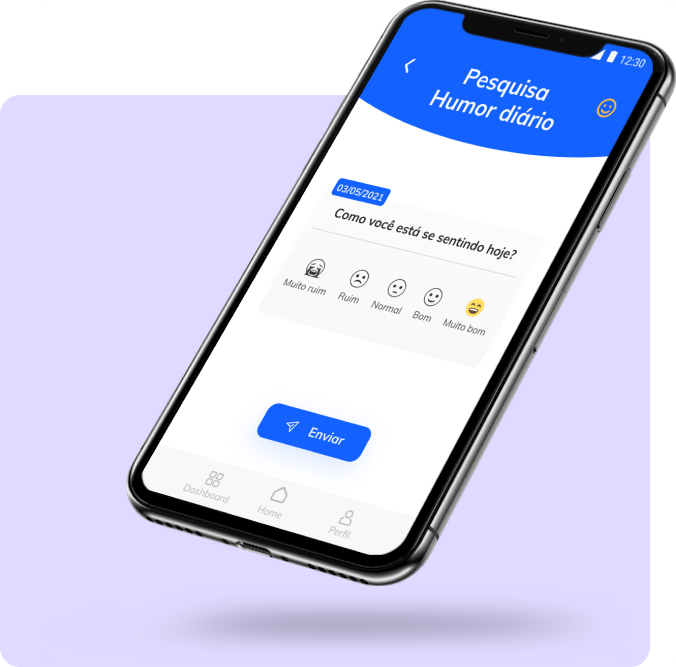 12:30
Pesquisa
Humor diário
03/05/2021
Como você está se sentindo hoje?
Muito ruim
Ruim
Normal
Bom
Muito bom
Enviar
Dashboard
Home
Perfil